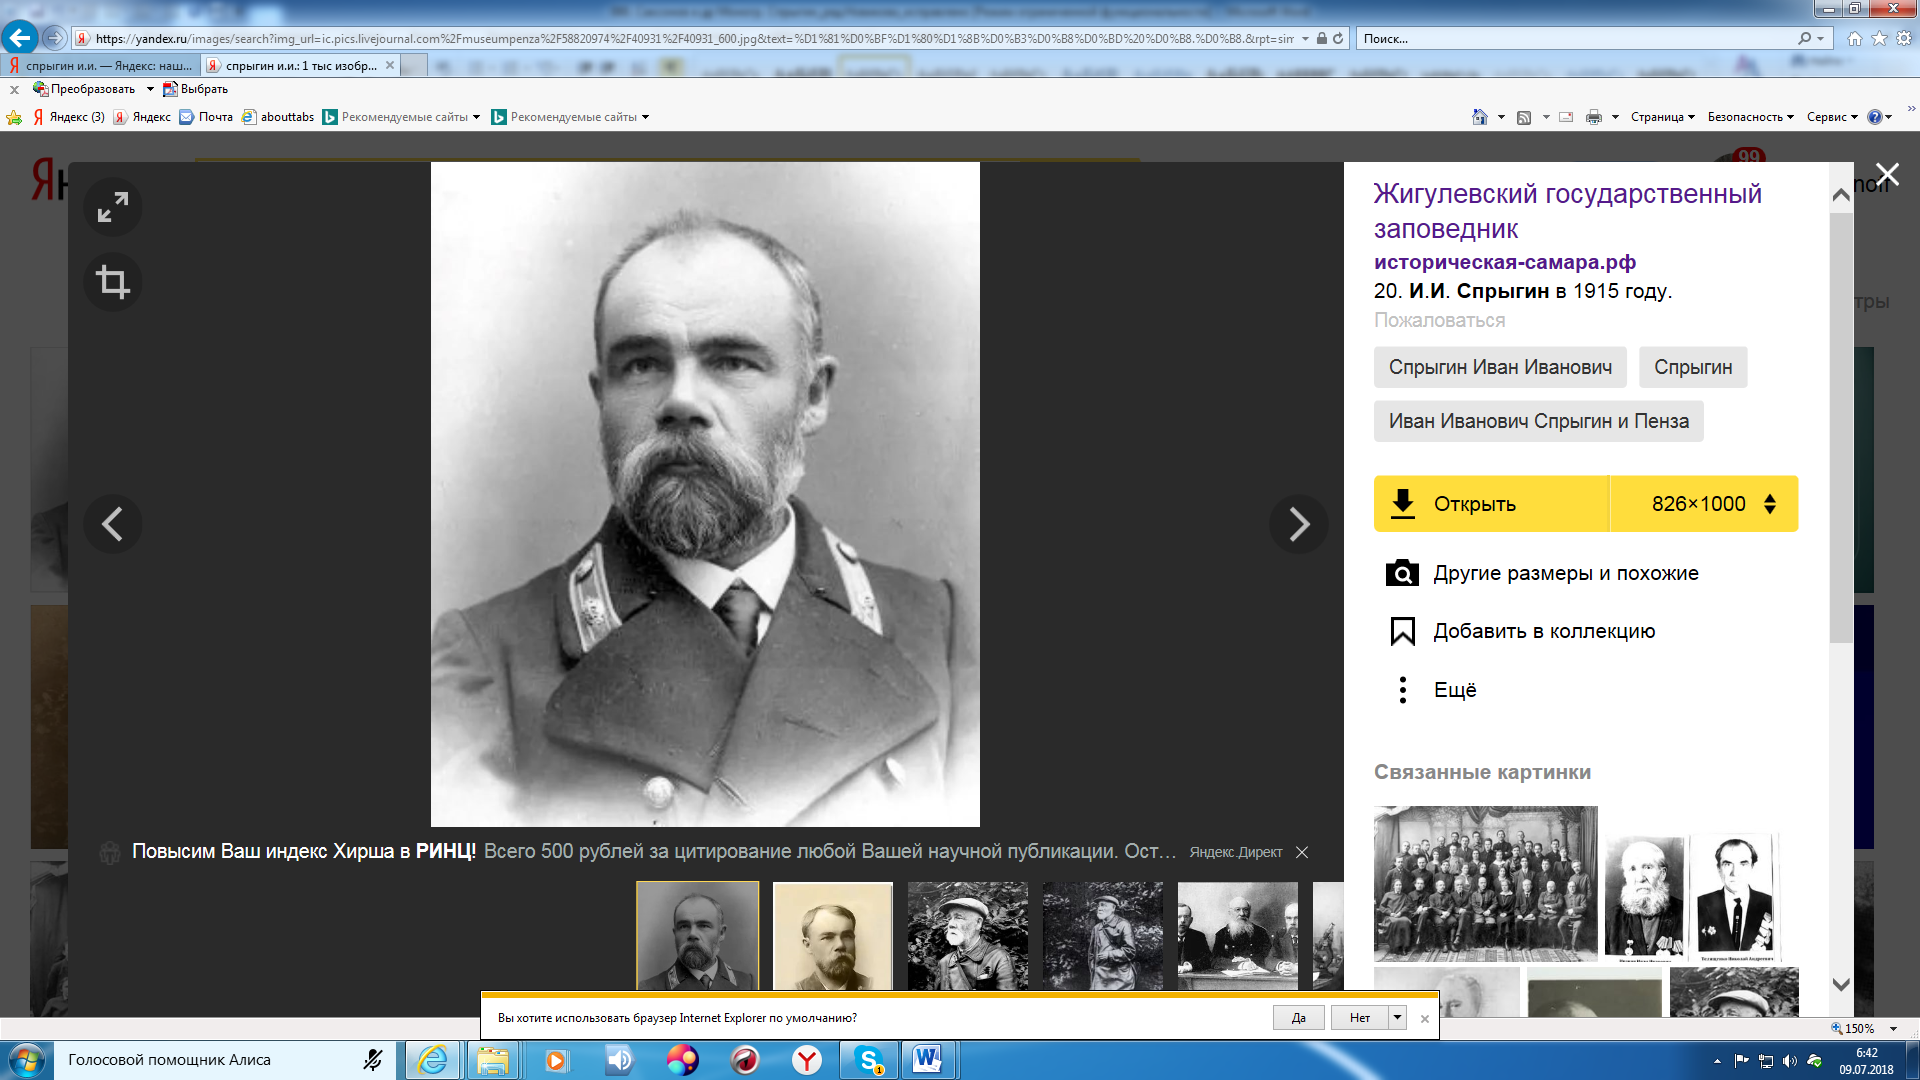 https://yandex.ru/images/search?img_url=ic.pics.livejournal.com%2Fmuseumpenza%2F58820974%2F40931%2F40931_600.jpg&text=%D1%81%D0%BF%D1%80%D1%8B%D0%B3%D0%B8%D0%BD%20%D0%B8.%D0%B8.&rpt=sim
Поиск...
спрыгин и.и. — Яндекс: наш...
спрыгин и.и.: 1 тыс изобр...
Преобразовать
Выбрать
Яндекс (3)
Яндекс
Почта
abouttabs
Рекомендуемые сайты
Рекомендуемые сайты
Страница
Безопасность
Сервис
99
Жигулевский государственный
заповедник
историческая-самара.рф
20. И.И. Спрыгин в 1915 году.
Пожаловаться
Спрыгин Иван Иванович
Спрыгин
Иван Иванович Спрыгин и Пенза
Открыть
826×1000
Другие размеры и похожие
Добавить в коллекцию
Ещё
Связанные картинки
Повысим Ваш индекс Хирша в РИНЦ! Всего 500 рублей за цитирование любой Вашей научной публикации. Ост...
Яндекс.Директ
Вы хотите использовать браузер Internet Explorer по умолчанию?
Да
Нет
150%
Голосовой помощник Алиса
6:42
09.07.2018